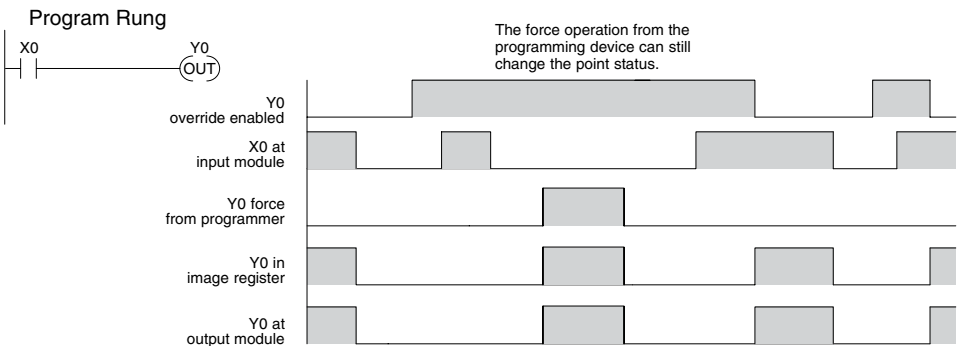 Program Rung
X0
Y0
OUT
The force operation from the
programming device can still
change the point status.
Y0
override enabled
X0 at
input module
Y0 force
from programmer
Y0 in
image register
Y0 at
output module